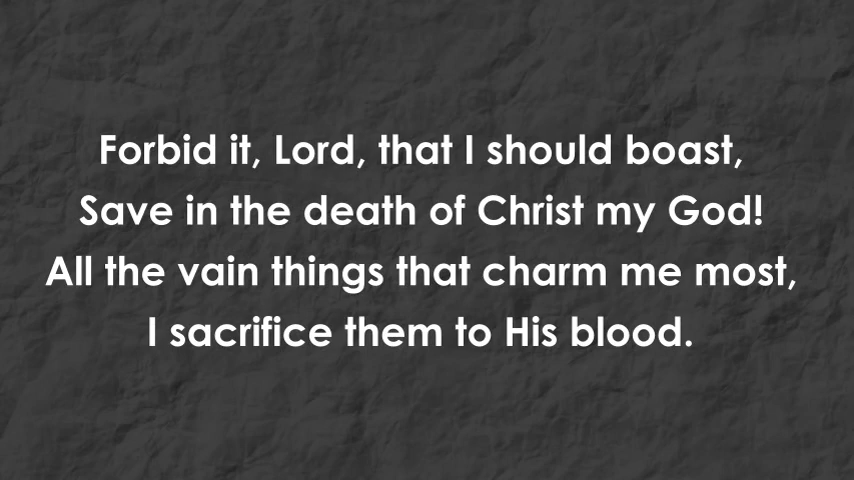 Forbid it, Lord, that I should boast,
Save in the death of Christ my God!
All the vain things that charm me most,
I sacrifice them to His blood.